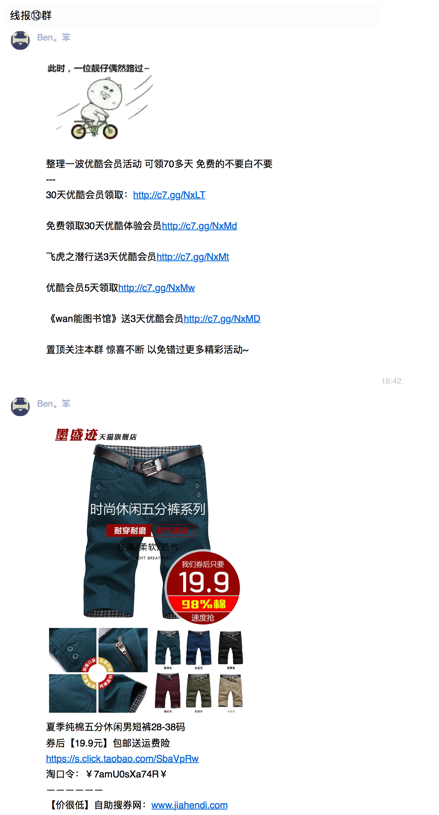 线报⑬群
Ben。笨
此时，一位靓仔偶然路过~
整理一波优酷会员活动 可领70多天 免费的不要白不要
---
30天优酷会员领取：http://c7.gg/NxLT
免费领取30天优酷体验会员http://c7.gg/NxMd
飞虎之潜行送3天优酷会员http://c7.gg/NxMt
优酷会员5天领取http://c7.gg/NxMw
《wan能图书馆》送3天优酷会员http://c7.gg/NxMD
置顶关注本群 惊喜不断 以免错过更多精彩活动~
16:42
Ben。笨
墨盛迹 天猫旗舰店
时尚休闲五分裤系列
耐穿耐磨
柔软
我们券后只要
19.9
98%棉
速度抢
夏季纯棉五分休闲男短裤28-38码
券后【19.9元】包邮送运费险
https://s.click.taobao.com/SbaVpRw
淘口令：￥7amU0sXa74R￥
－－－－－－
【价很低】自助搜券网：www.jiahendi.com